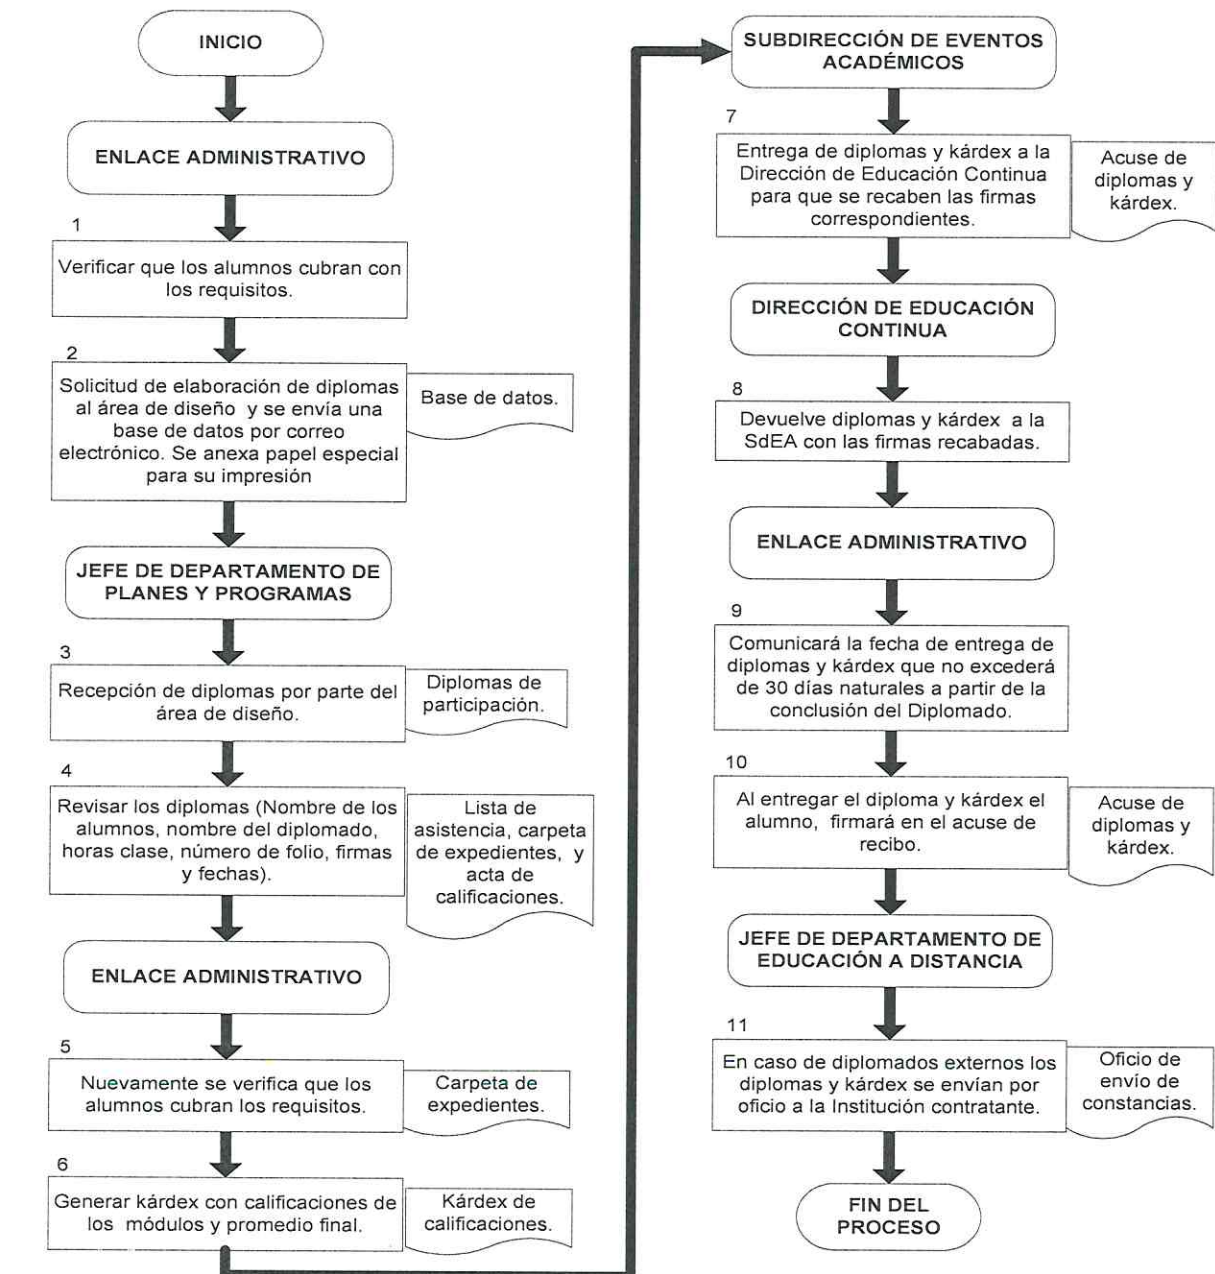 INICIO
ENLACE ADMINISTRATIVO
1
Verificar que los alumnos cubran con
los requisitos.
2
Solicitud de elaboración de diplomas
al área de diseño y se envía una
base de datos por correo
electrónico. Se anexa papel especial
para su impresión
Base de datos.
JEFE DE DEPARTAMENTO DE
PLANES Y PROGRAMAS
3
Recepción de diplomas por parte del
área de diseño.
Diplomas de
participación.
4
Revisar los diplomas (Nombre de los
alumnos, nombre del diplomado,
horas clase, número de folio, firmas
y fechas).
Lista de
asistencia, carpeta
de expedientes, y
acta de
calificaciones.
ENLACE ADMINISTRATIVO
5
Nuevamente se verifica que los
alumnos cubran los requisitos.
Carpeta de
expedientes.
6
Generar kárdex con calificaciones de
los módulos y promedio final.
Kárdex de
calificaciones.
SUBDIRECCIÓN DE EVENTOS
ACADÉMICOS
7
Entrega de diplomas y kárdex a la
Dirección de Educación Continua
para que se recaben las firmas
correspondientes.
Acuse de
diplomas y
kárdex.
DIRECCIÓN DE EDUCACIÓN
CONTINUA
8
Devuelve diplomas y kárdex a la
SdEA con las firmas recabadas.
ENLACE ADMINISTRATIVO
9
Comunicará la fecha de entrega de
diplomas y kárdex que no excederá
de 30 días naturales a partir de la
conclusión del Diplomado.
10
Al entregar el diploma y kárdex el
alumno, firmará en el acuse de
recibo.
Acuse de
diplomas y
kárdex.
JEFE DE DEPARTAMENTO DE
EDUCACIÓN A DISTANCIA
11
En caso de diplomados externos los
diplomas y kárdex se envían por
oficio a la Institución contratante.
Oficio de
envío de
constancias.
FIN DEL
PROCESO